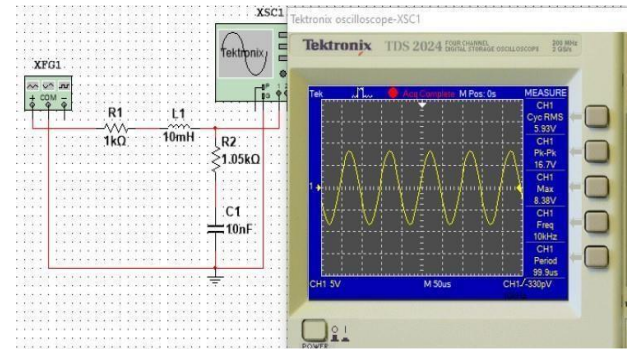 XSC1
Tektronix
XFG1
+ COM −
R1
1kΩ
L1
10mH
R2
1.05kΩ
C1
10nF
Tektronix oscilloscope-XSC1
Tektronix TDS 2024 FOUR CHANNEL DIGITAL STORAGE OSCILLOSCOPE 200 MHz 2 GS/s
Tek Acq Complete M Pos: 0s MEASURE
CH1
Cyc RMS
5.93V
CH1
Pk-Pk
16.7V
CH1
Max
8.38V
CH1
Freq
10kHz
CH1
Period
99.9us
1
CH1 5V M 50us CH1 -330pV
POWER